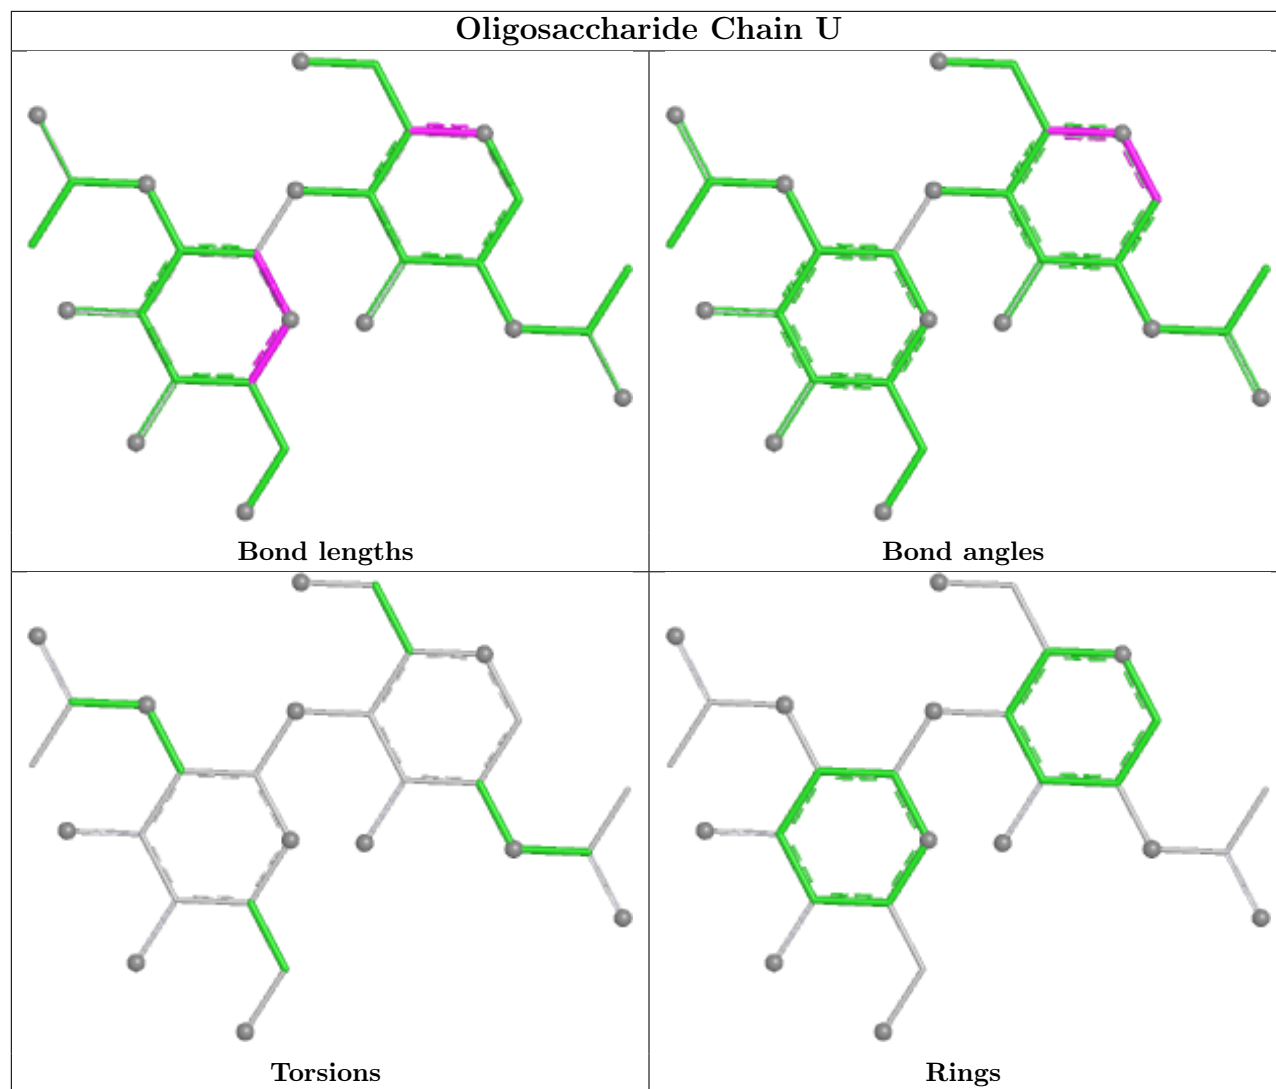 Oligosaccharide Chain U
Bond lengths
Bond angles
Torsions
Rings